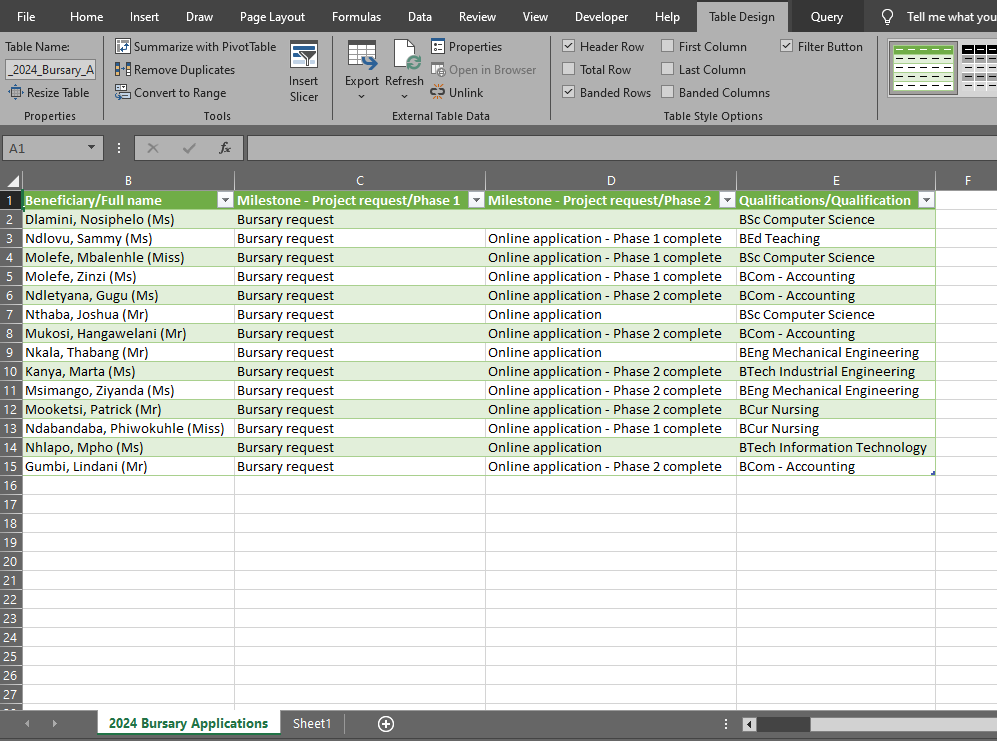 File Home Insert Draw Page Layout Formulas Data Review View Developer Help Table Design Query Tell me what you
Table Name:
_2024_Bursary_A
Resize Table
Properties
Summarize with PivotTable
Remove Duplicates
Convert to Range
Insert
Slicer
Tools
Export
Refresh
Properties
Open in Browser
Unlink
External Table Data
Header Row First Column Filter Button
Total Row Last Column
Banded Rows Banded Columns
Table Style Options
A1 fx
B C D E F
1 Beneficiary/Full name Milestone - Project request/Phase 1 Milestone - Project request/Phase 2 Qualifications/Qualification
2 Dlamini, Nosiphelo (Ms) Bursary request BSc Computer Science
3 Ndlovu, Sammy (Ms) Bursary request Online application - Phase 1 complete BEd Teaching
4 Molefe, Mbalenhle (Miss) Bursary request Online application - Phase 1 complete BSc Computer Science
5 Molefe, Zinzi (Ms) Bursary request Online application - Phase 1 complete BCom - Accounting
6 Ndletyana, Gugu (Ms) Bursary request Online application - Phase 2 complete BCom - Accounting
7 Nthaba, Joshua (Mr) Bursary request Online application BSc Computer Science
8 Mukosi, Hangawelani (Mr) Bursary request Online application - Phase 2 complete BCom - Accounting
9 Nkala, Thabang (Mr) Bursary request Online application BEng Mechanical Engineering
10 Kanya, Marta (Ms) Bursary request Online application - Phase 2 complete BTech Industrial Engineering
11 Msimango, Ziyanda (Ms) Bursary request Online application - Phase 2 complete BEng Mechanical Engineering
12 Mooketsi, Patrick (Mr) Bursary request Online application - Phase 2 complete BCur Nursing
13 Ndabandaba, Phiwokuhle (Miss) Bursary request Online application - Phase 1 complete BCur Nursing
14 Nhlapo, Mpho (Ms) Bursary request Online application BTech Information Technology
15 Gumbi, Lindani (Mr) Bursary request Online application - Phase 2 complete BCom - Accounting
16
17
18
19
20
21
22
23
24
25
26
27
2024 Bursary Applications Sheet1